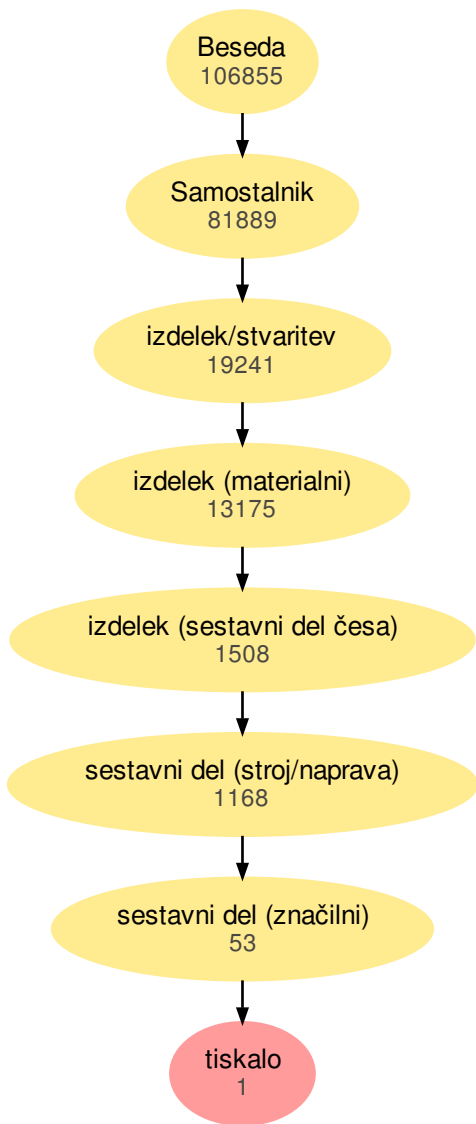 Beseda
106855
Samostalnik
81889
izdelek/stvaritev
19241
izdelek (materialni)
13175
izdelek (sestavni del česa)
1508
sestavni del (stroj/naprava)
1168
sestavni del (značilni)
53
tiskalo
1